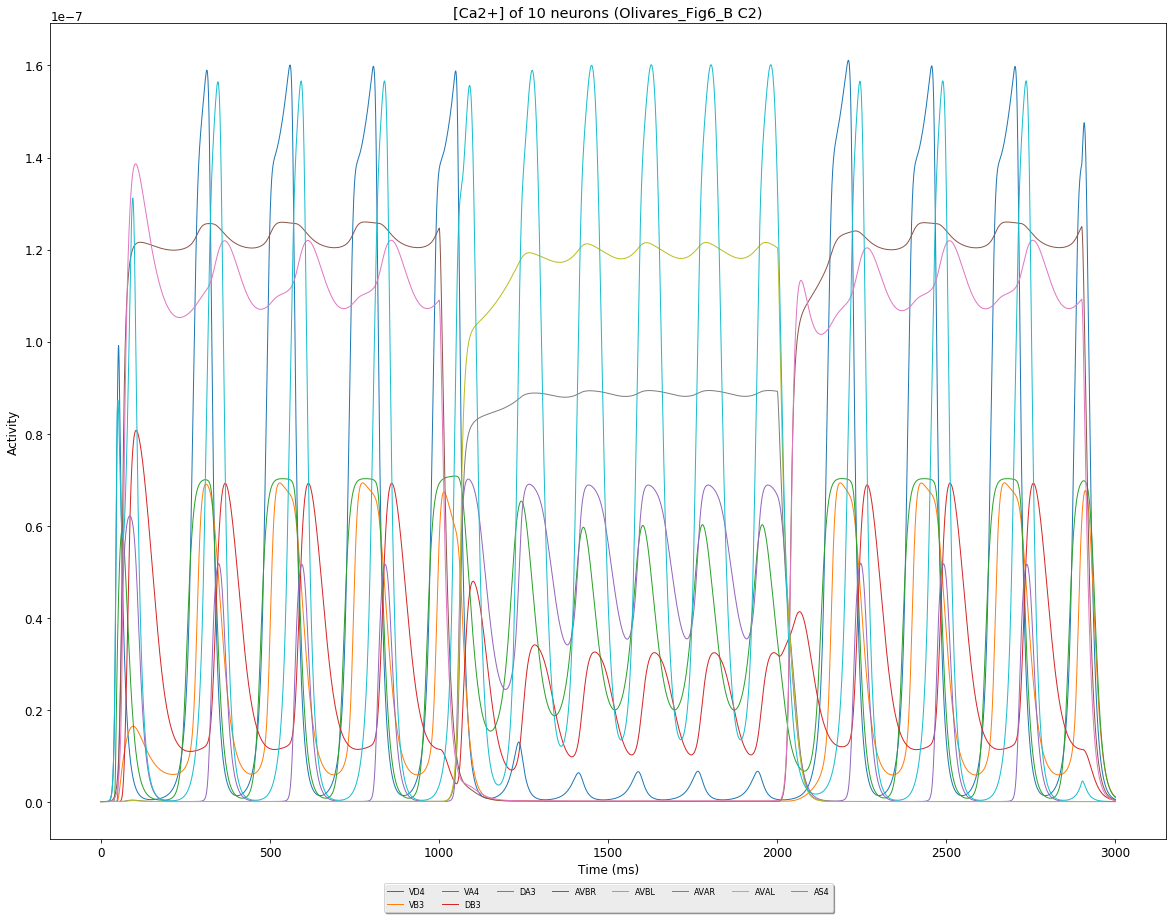 [Ca2+] of 10 neurons (Olivares_Fig6_B C2)
1e−7
1.6
1.4
1.2
1.0
0.8
0.6
0.4
0.2
0.0
Activity
0 500 1000 1500 2000 2500 3000
Time (ms)
VD4 VA4 DA3 AVBR AVBL AVAR AVAL AS4
VB3 DB3